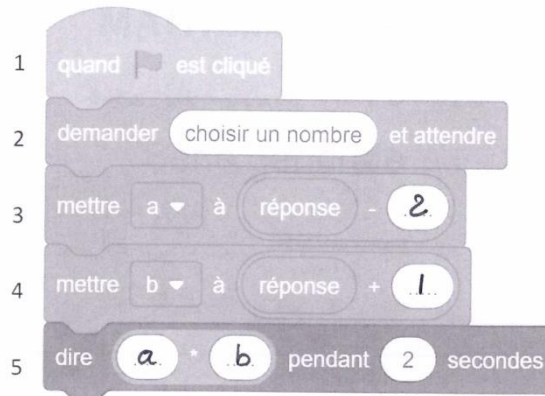 1 quand est cliqué
2 demander choisir un nombre et attendre
3 mettre a à réponse - 2
4 mettre b à réponse + 1
5 dire a * b pendant 2 secondes